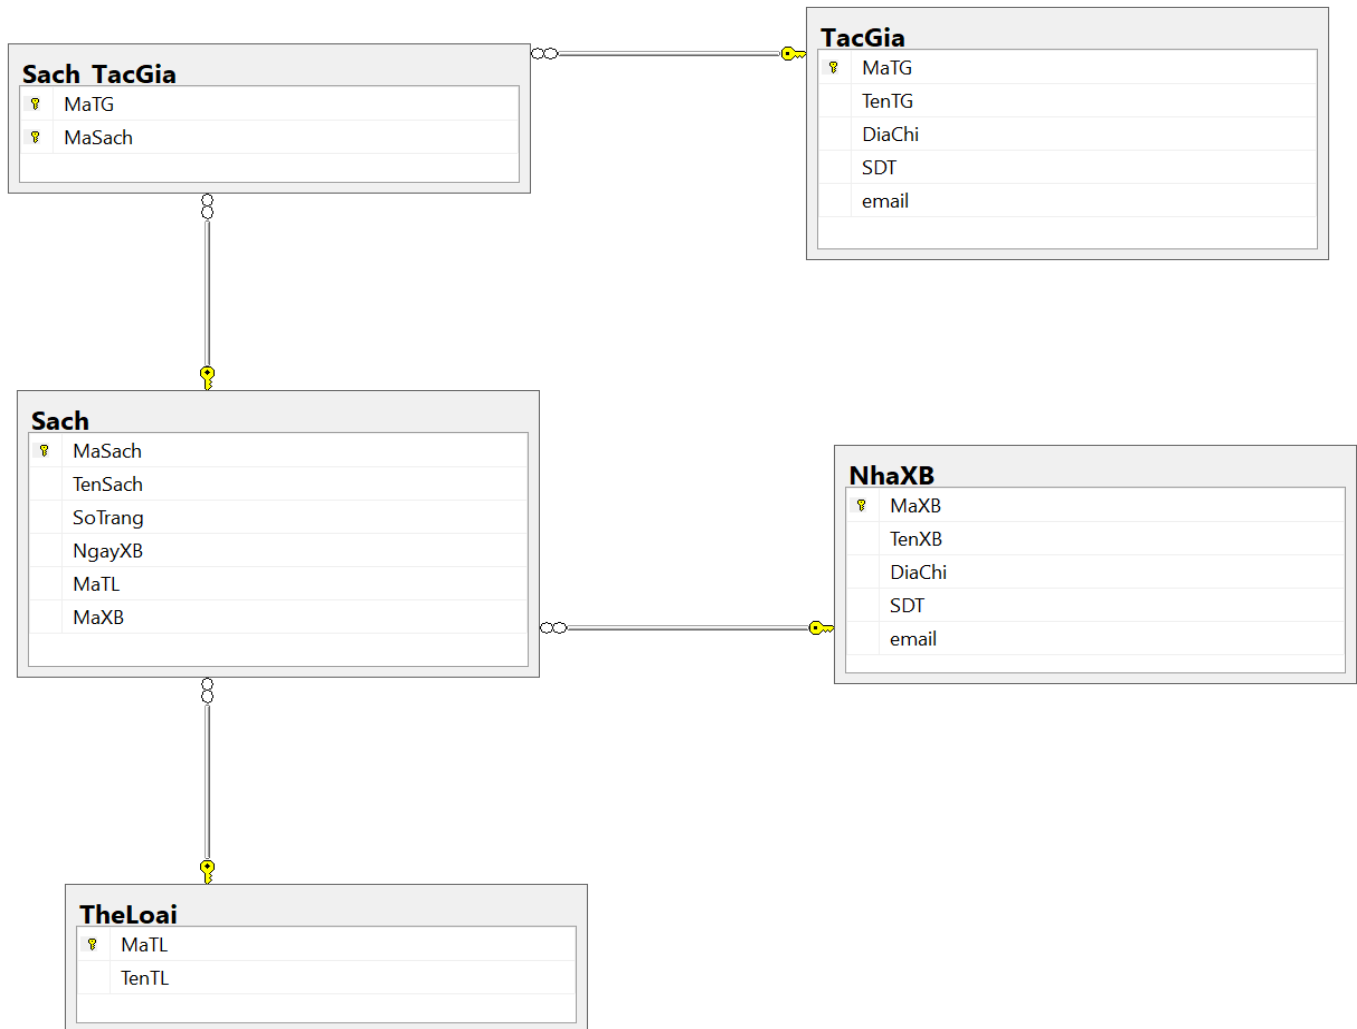 Sach_TacGia
MaTG
MaSach
TacGia
MaTG
TenTG
DiaChi
SDT
email
Sach
MaSach
TenSach
SoTrang
NgayXB
MaTL
MaXB
NhaXB
MaXB
TenXB
DiaChi
SDT
email
TheLoai
MaTL
TenTL